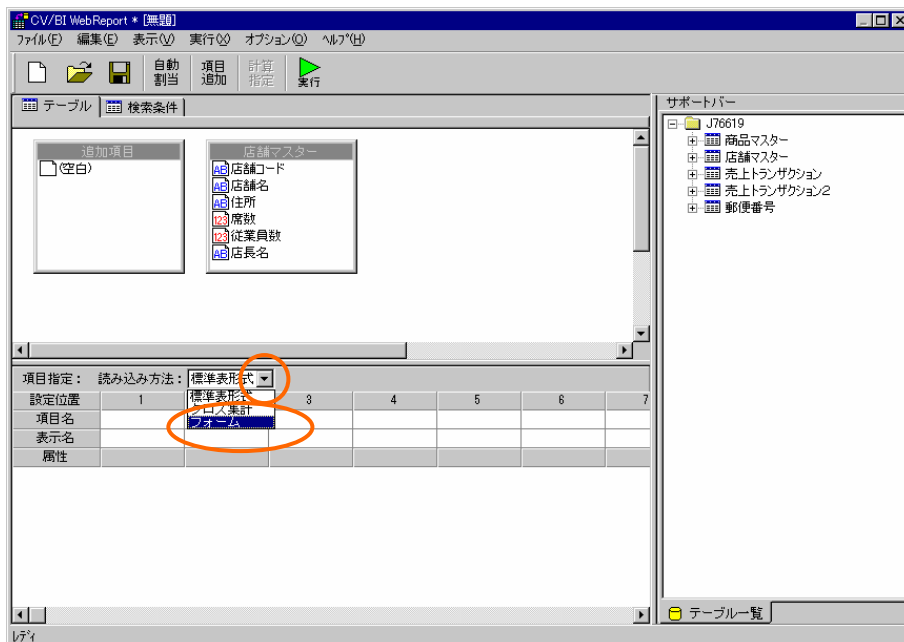 CV/BI WebReport * [無題]
ファイル(F) 編集(E) 表示(V) 実行(X) オプション(O) ヘルプ(H)
自動割当 項目追加 計算指定 実行
テーブル 検索条件
追加項目
(空白)
店舗マスター
店舗コード
店舗名
住所
席数
従業員数
店長名
サポートバー
J76619
商品マスター
店舗マスター
売上トランザクション
売上トランザクション2
郵便番号
項目指定： 読み込み方法： 標準表形式
標準表形式
クロス集計
フォーム
設定位置 1 3 4 5 6 7
項目名
表示名
属性
テーブル一覧
レディ